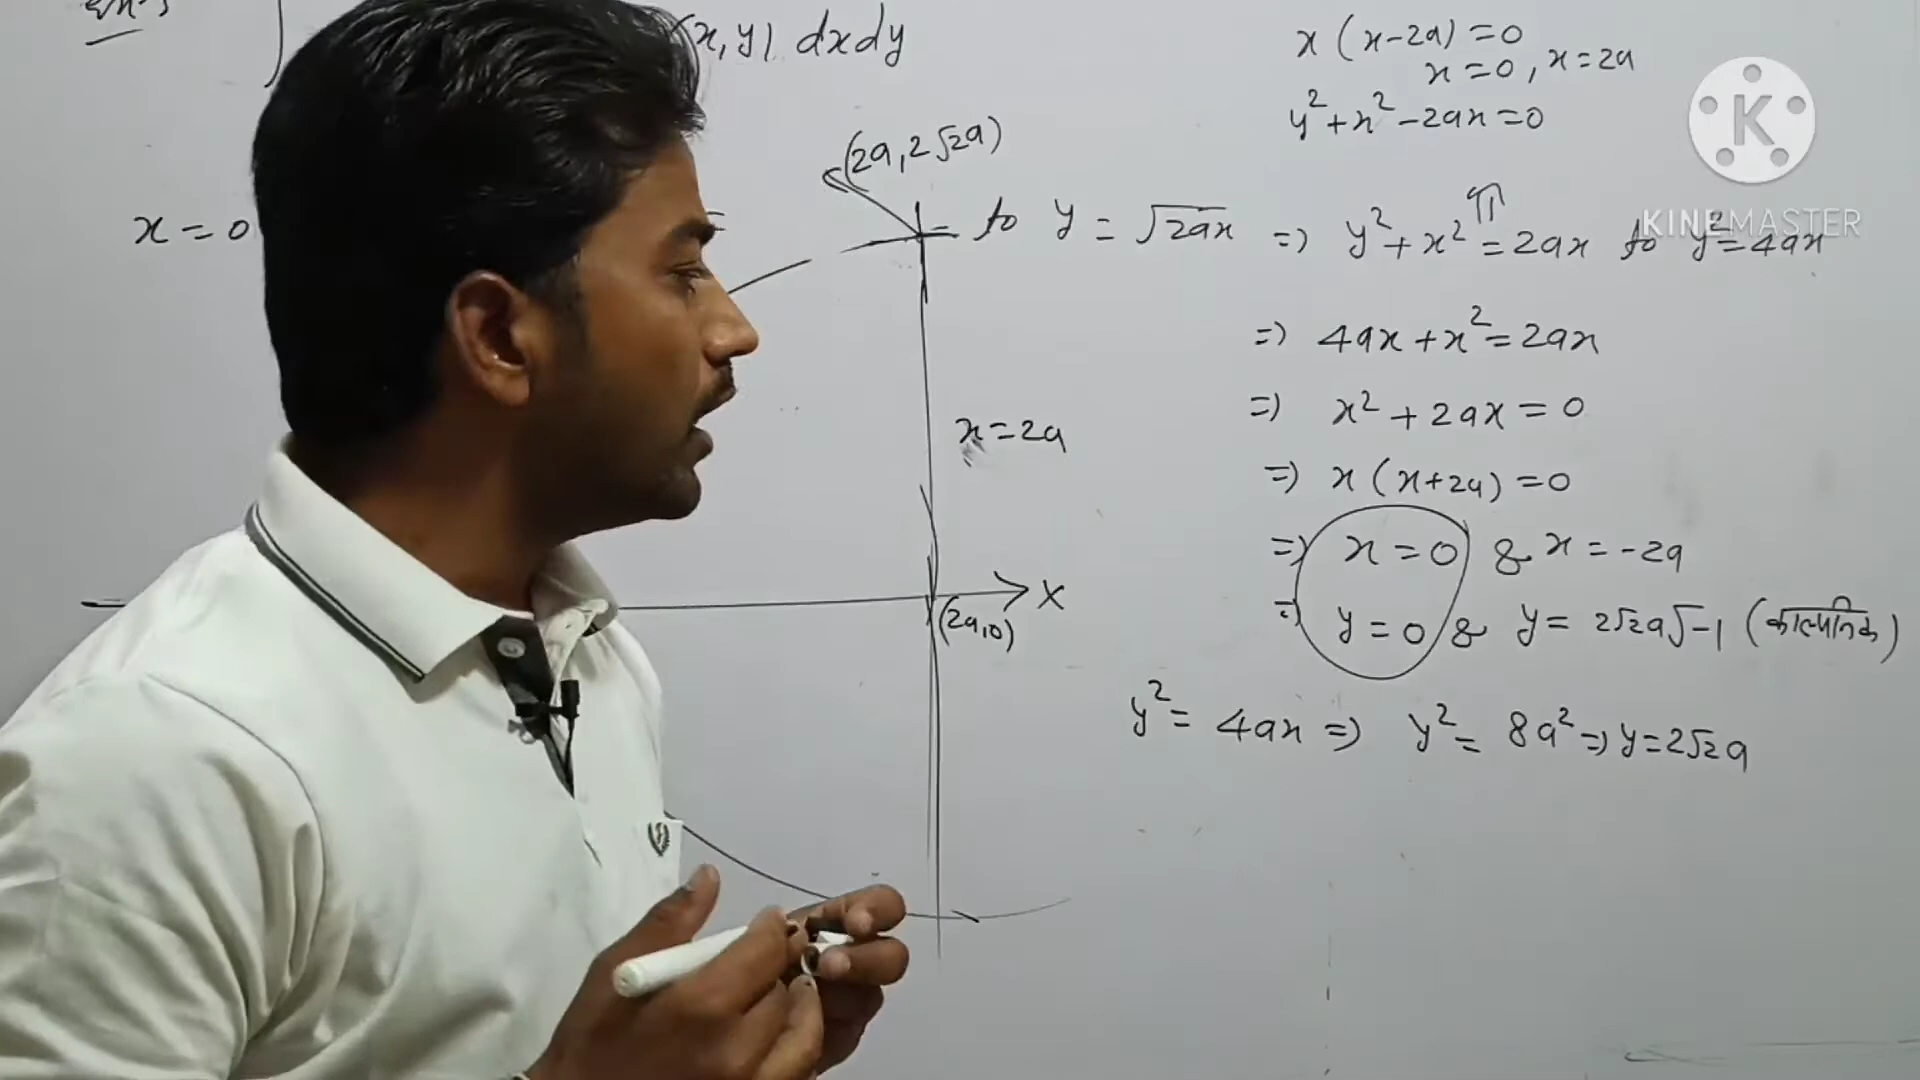 x, y) dxdy
x (x-2a) =0
x=0, x=2a
y²+x²-2ax=0
(2a, 2√2a)
x=0
to y = √2ax => y²+x²=2ax to y²=4ax
II
K
KINEMASTER
=> 4ax+x²=2ax
=> x²+2ax=0
x=2a
=> x (x+2a) =0
=> x=0 & x=-2a
X
(2a,0)
=> y=0 & y= 2√2a√-1 (काल्पनिक)
y²= 4ax => y²= 8a² => y=2√2a